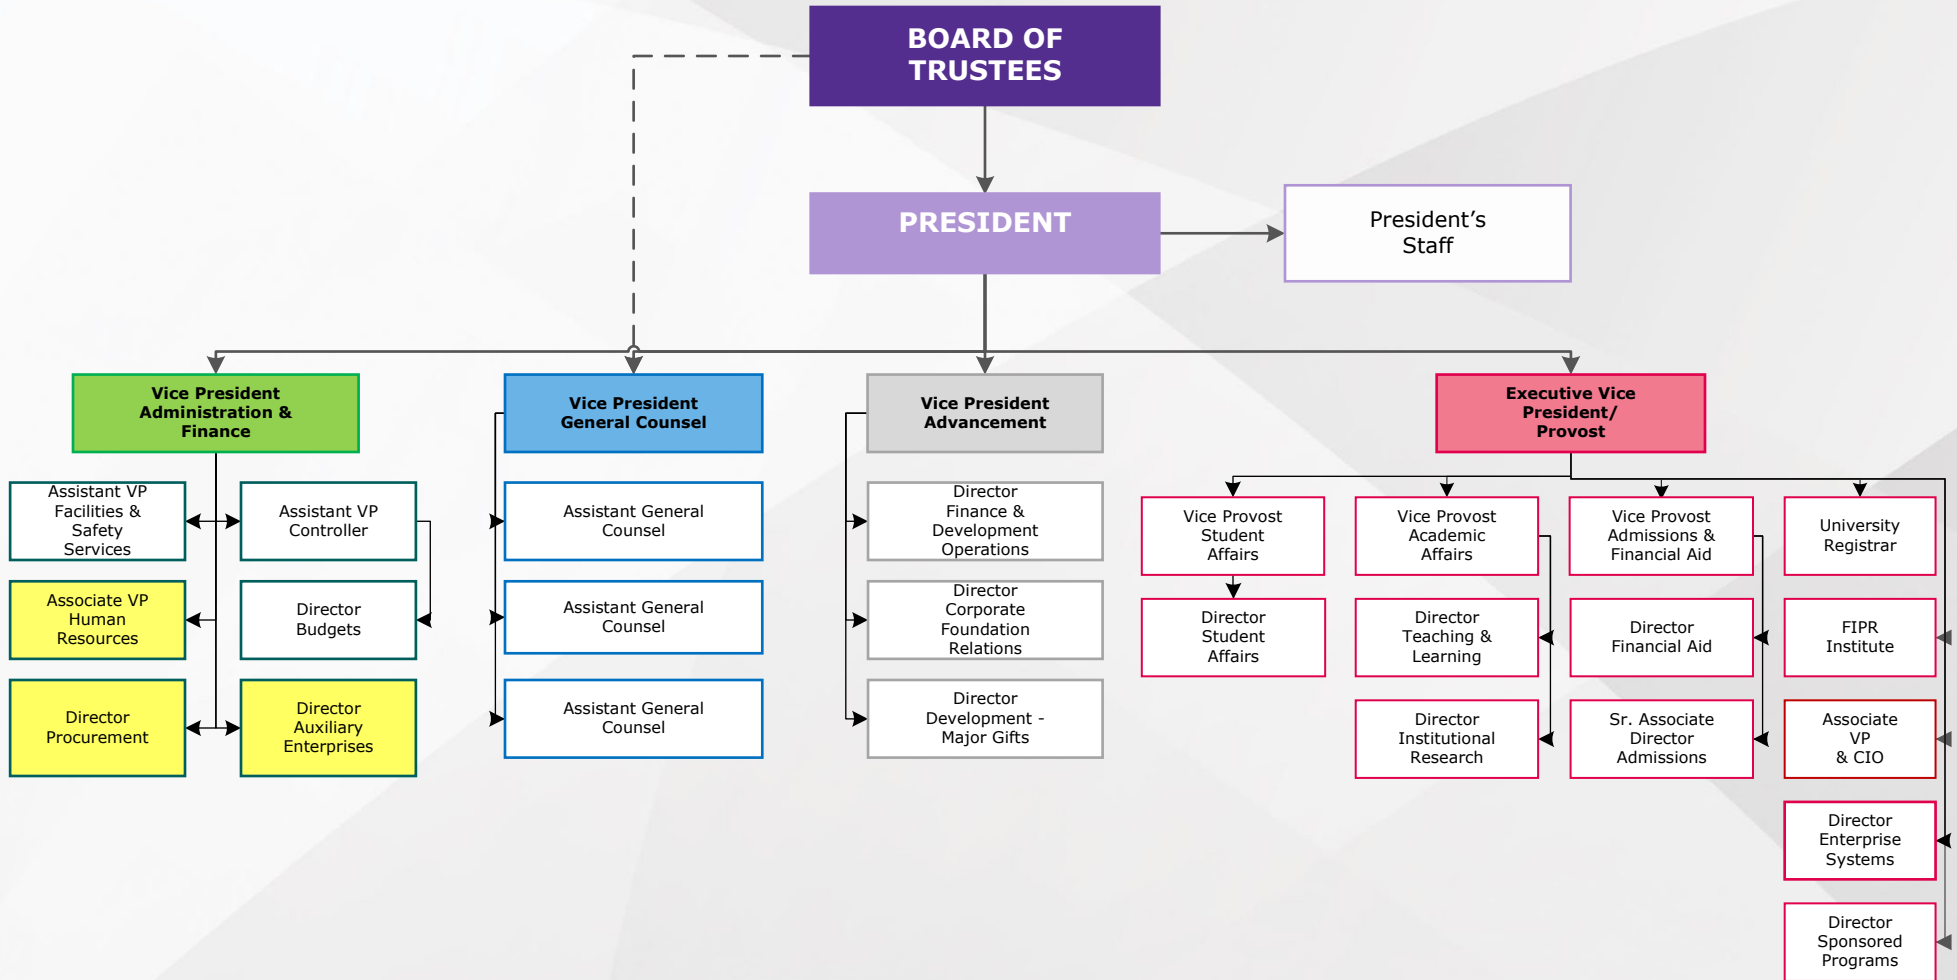 BOARD OF
TRUSTEES
PRESIDENT
President’s
Staff
Vice President
Administration &
Finance
Vice President
General Counsel
Vice President
Advancement
Executive Vice
President/
Provost
Assistant VP
Facilities &
Safety
Services
Assistant VP
Controller
Associate VP
Human
Resources
Director
Budgets
Director
Procurement
Director
Auxiliary
Enterprises
Assistant General
Counsel
Assistant General
Counsel
Assistant General
Counsel
Director
Finance &
Development
Operations
Director
Corporate
Foundation
Relations
Director
Development -
Major Gifts
Vice Provost
Student
Affairs
Director
Student
Affairs
Vice Provost
Academic
Affairs
Director
Teaching &
Learning
Director
Institutional
Research
Vice Provost
Admissions &
Financial Aid
Director
Financial Aid
Sr. Associate
Director
Admissions
University
Registrar
FIPR
Institute
Associate
VP
& CIO
Director
Enterprise
Systems
Director
Sponsored
Programs